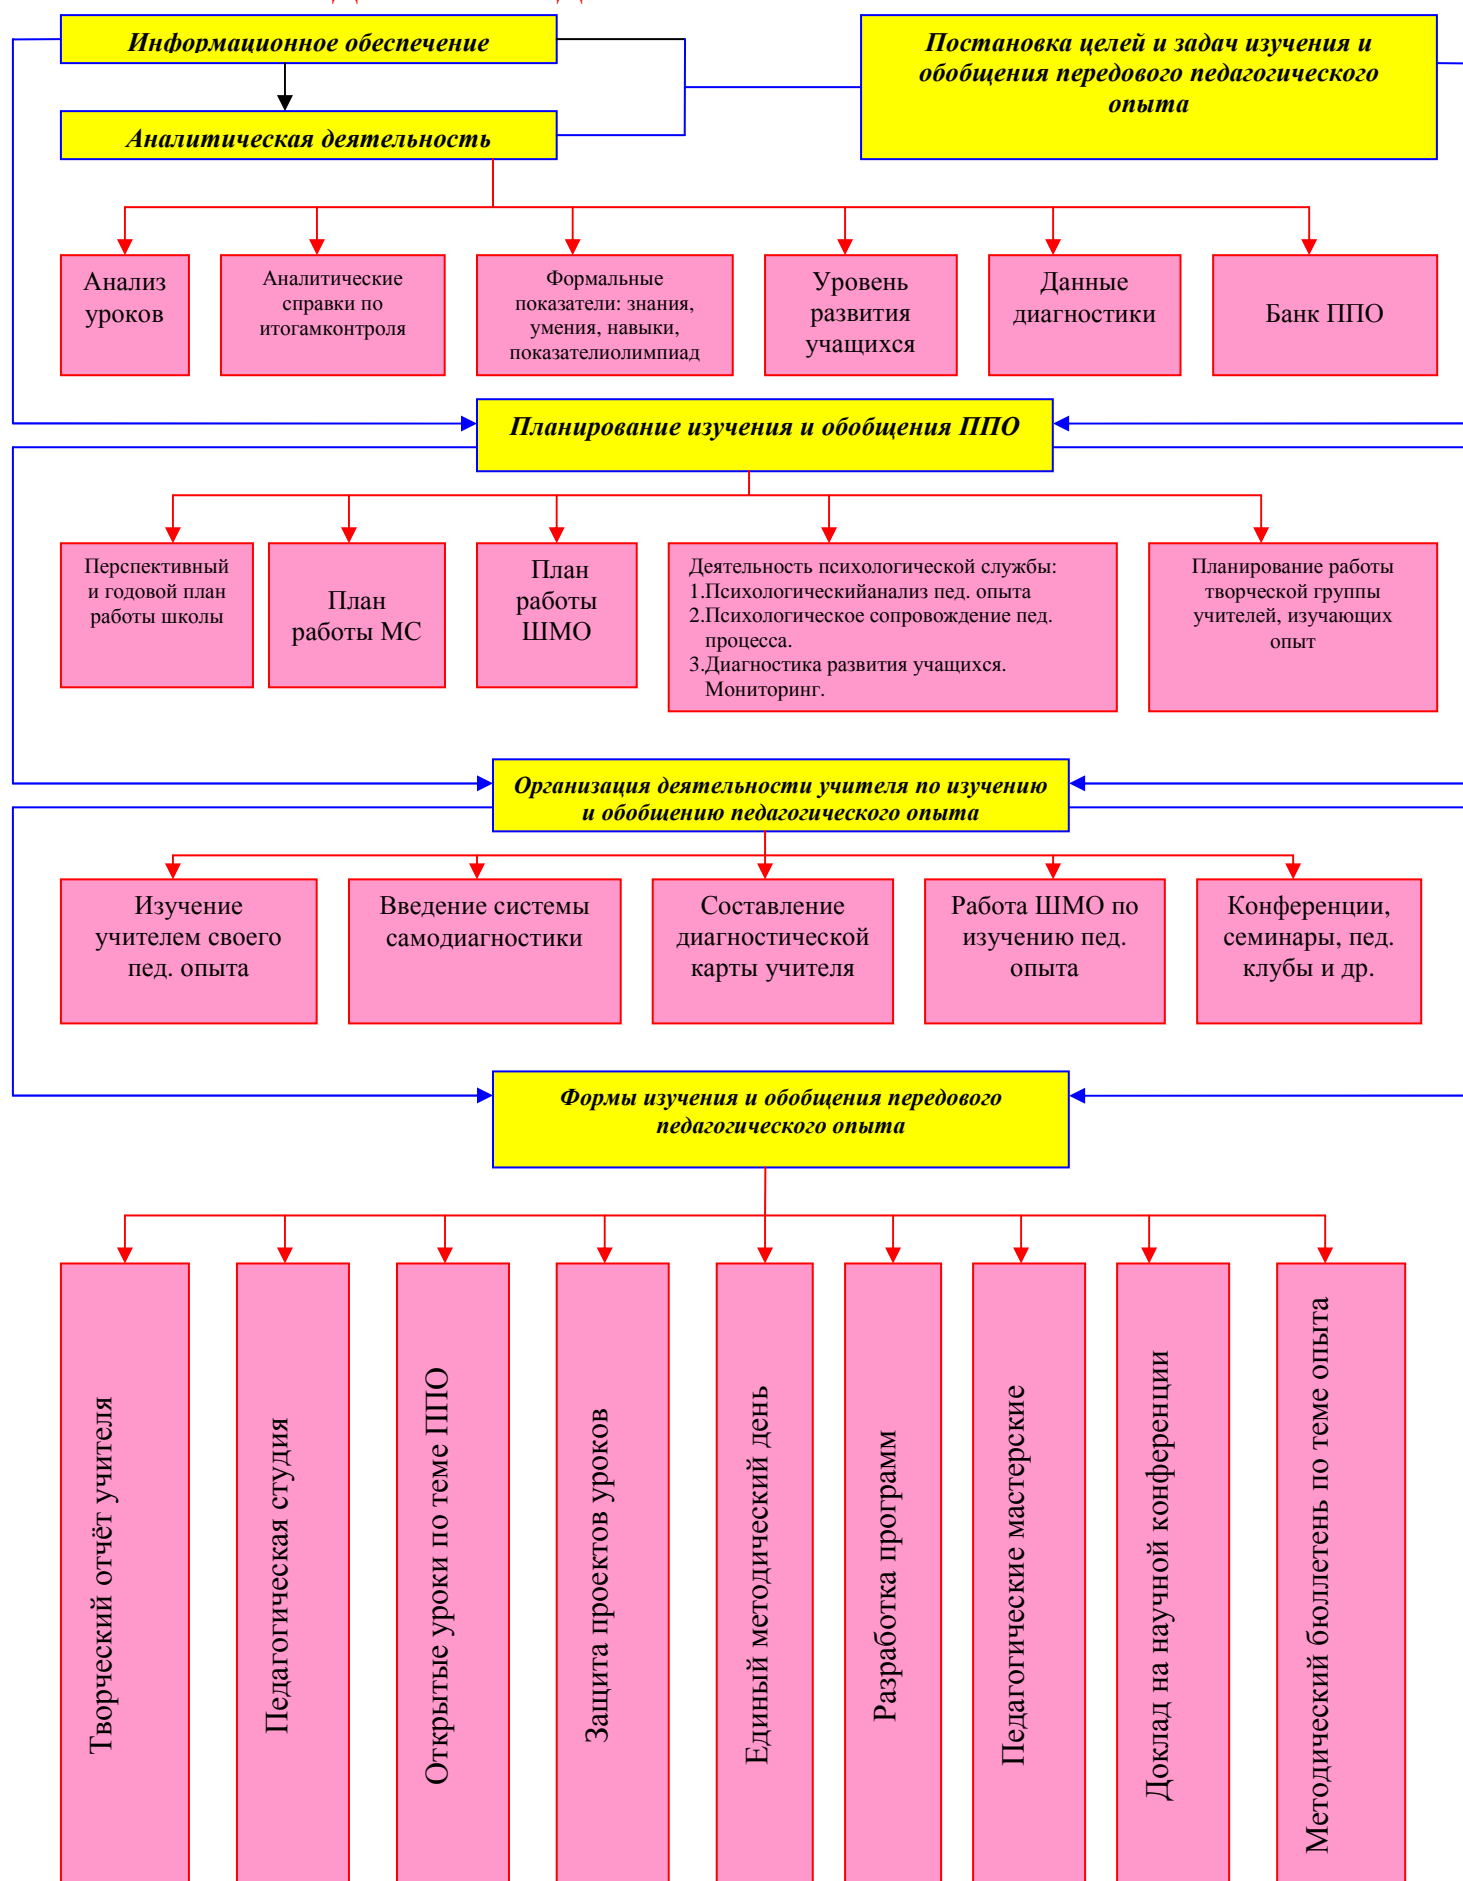 Информационное обеспечение
Постановка целей и задач изучения и
обобщения передового педагогического
опыта
Аналитическая деятельность
Анализ
уроков
Аналитические
справки по
итогамконтроля
Формальные
показатели: знания,
умения, навыки,
показателиолимпиад
Уровень
развития
учащихся
Данные
диагностики
Банк ППО
Планирование изучения и обобщения ППО
Перспективный
и годовой план
работы школы
План
работы МС
План
работы
ШМО
Деятельность психологической службы:
1.Психологическийанализ пед. опыта
2.Психологическое сопровождение пед.
процесса.
3.Диагностика развития учащихся.
Мониторинг.
Планирование работы
творческой группы
учителей, изучающих
опыт
Организация деятельности учителя по изучению
и обобшению педагогического опыта
Изучение
учителем своего
пед. опыта
Введение системы
самодиагностики
Составление
диагностической
карты учителя
Работа ШМО по
изучению пед.
опыта
Конференции,
семинары, пед.
клубы и др.
Формы изучения и обобщения передового
педагогического опыта
Творческий отчёт учителя
Педагогическая студия
Открытые уроки по теме ППО
Защита проектов уроков
Единый методический день
Разработка программ
Педагогические мастерские
Доклад на научной конференции
Методический бюллетень по теме опыта